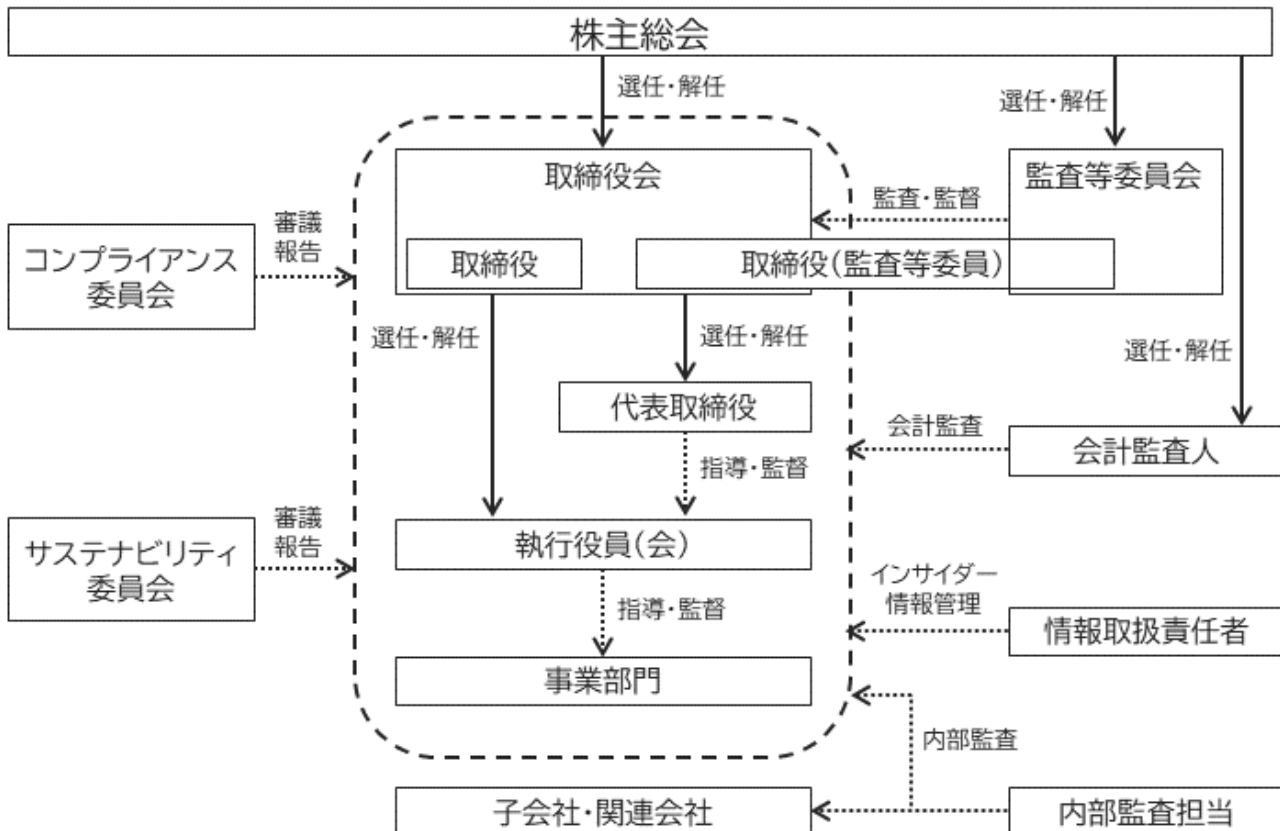 株主総会
選任・解任
選任・解任
取締役会
監査等委員会
監査・監督
コンプライアンス
委員会
審議
報告
取締役
取締役(監査等委員)
選任・解任
選任・解任
選任・解任
代表取締役
会計監査
会計監査人
指導・監督
サステナビリティ
委員会
審議
報告
執行役員(会)
インサイダー
情報管理
指導・監督
情報取扱責任者
事業部門
内部監査
子会社・関連会社
内部監査担当